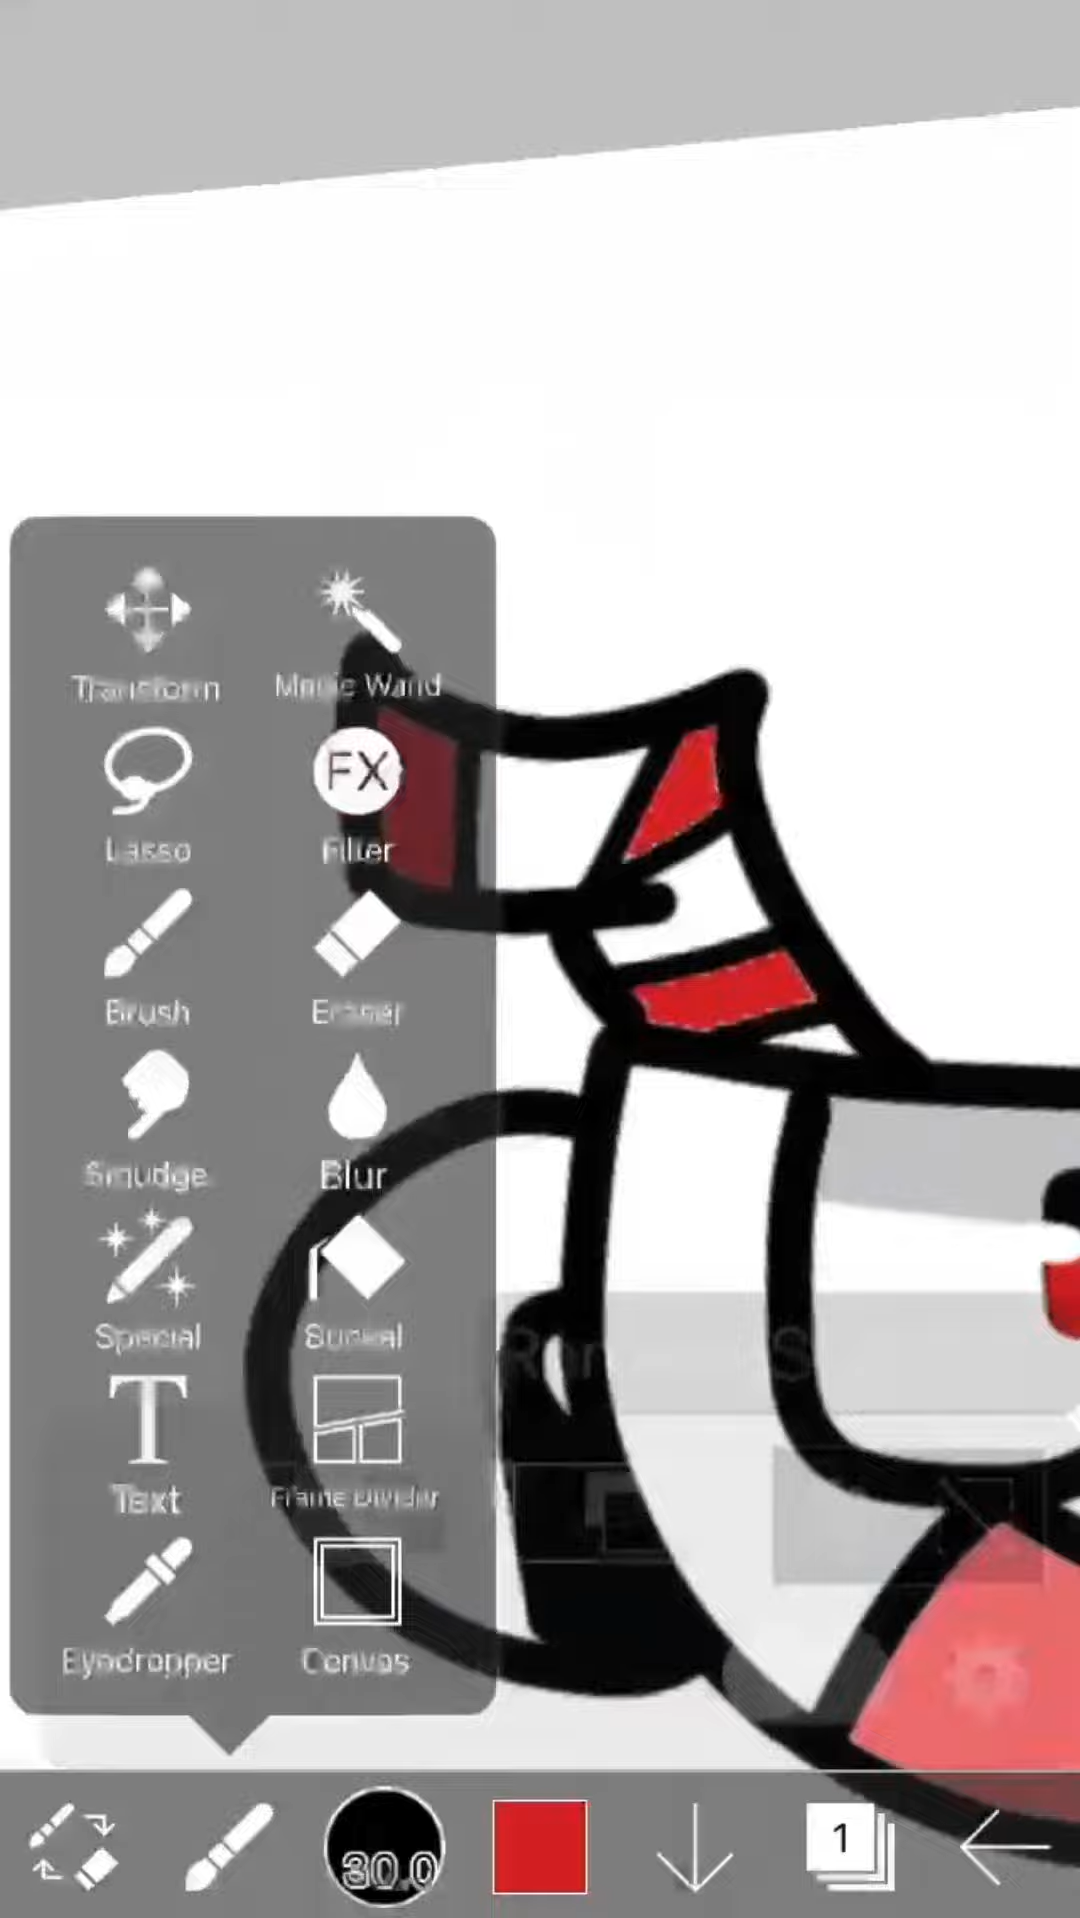 Transform
Magic Wand
Lasso
FX
Filter
Brush
Eraser
Smudge
Blur
Special
Text
Frame Divider
Eyedropper
Canvas
30.0
1